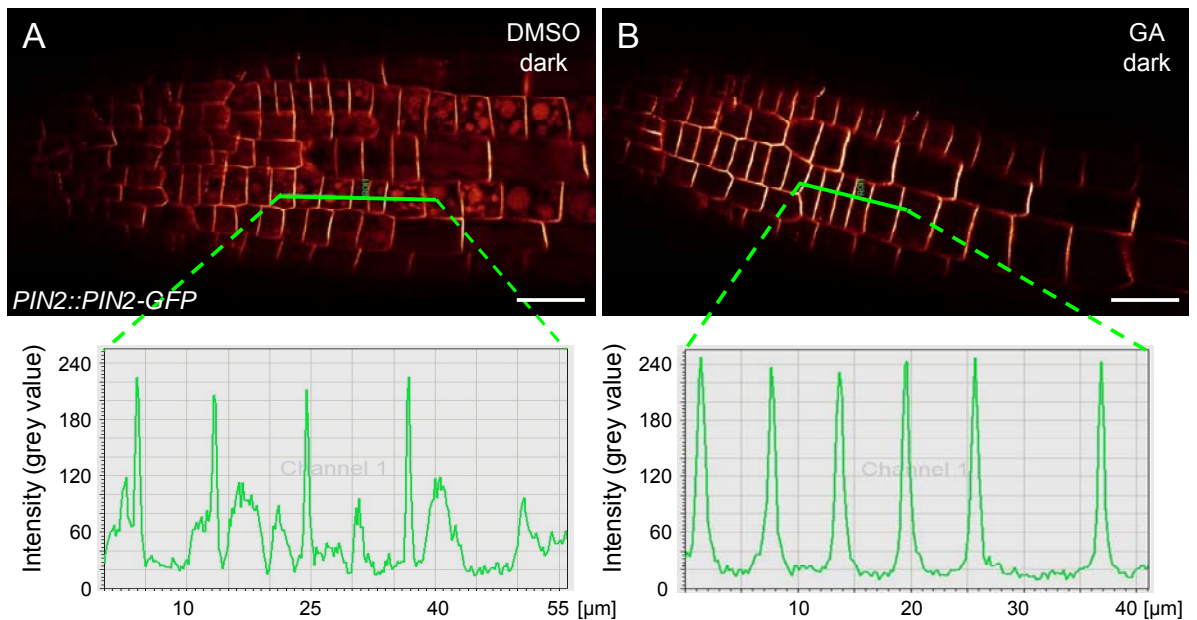 A
DMSO
dark
PIN2::PIN2-GFP
B
GA
dark
Intensity (grey value)
240
180
120
60
0
Channel 1
10
25
40
55 [µm]
Intensity (grey value)
240
180
120
60
0
Channel 1
10
20
30
40 [µm]